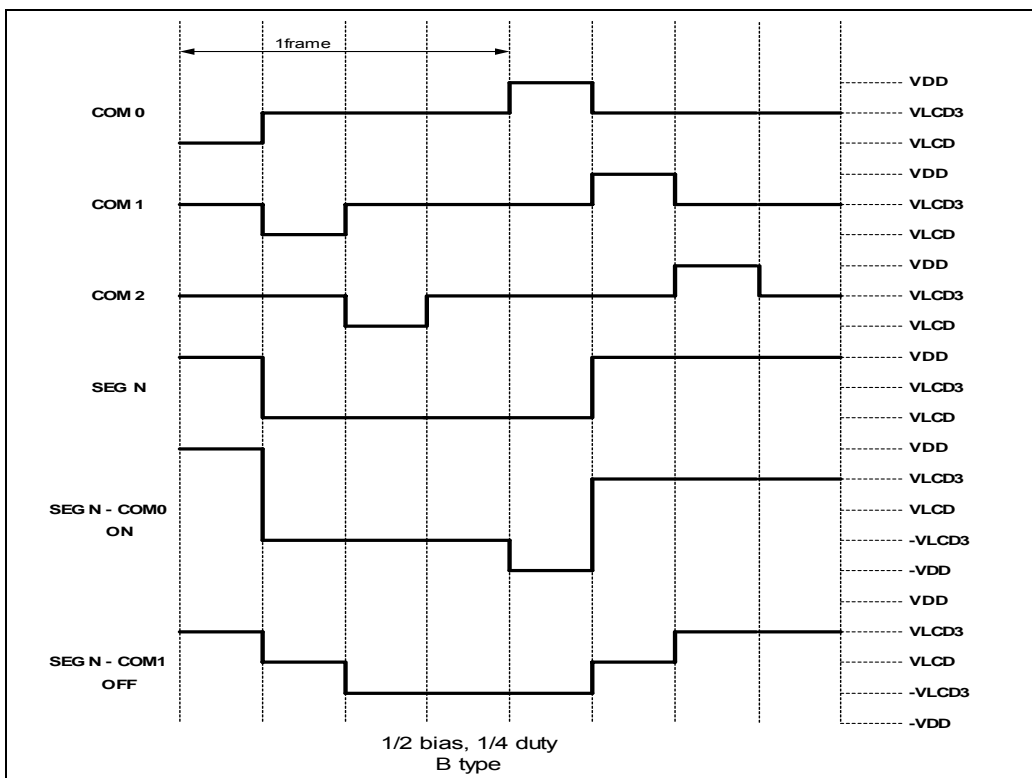 1frame
COM 0
VDD
VLCD3
VLCD
COM 1
VDD
VLCD3
VLCD
COM 2
VDD
VLCD3
VLCD
SEG N
VDD
VLCD3
VLCD
SEG N - COM0
ON
VDD
VLCD3
VLCD
-VLCD3
-VDD
SEG N - COM1
OFF
VDD
VLCD3
VLCD
-VLCD3
-VDD
1/2 bias, 1/4 duty
B type